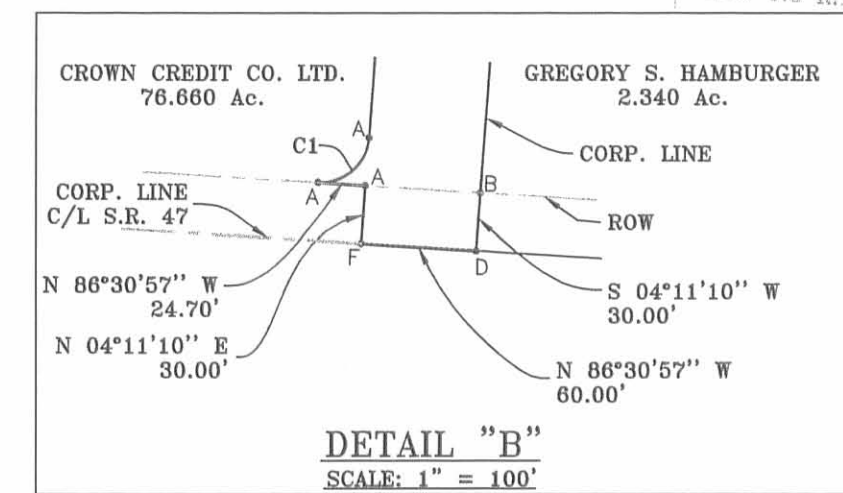 CROWN CREDIT CO. LTD.
76.660 Ac.
GREGORY S. HAMBURGER
2.340 Ac.
A
C1
CORP. LINE
A
A
B
CORP. LINE
C/L S.R. 47
ROW
F
D
N 86°30'57" W
24.70'
S 04°11'10" W
30.00'
N 04°11'10" E
30.00'
N 86°30'57" W
60.00'
DETAIL "B"
SCALE: 1" = 100'